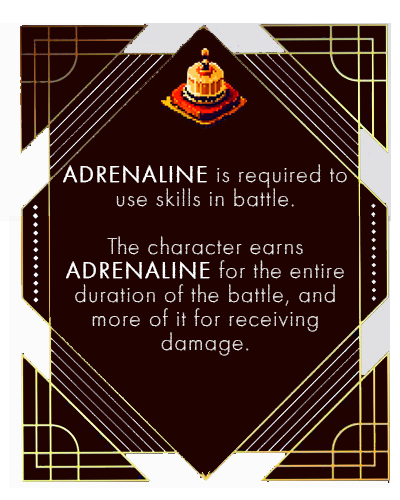 ADRENALINE is required to
use skills in battle.
The character earns
ADRENALINE for the entire
duration of the battle, and
more of it for receiving
damage.